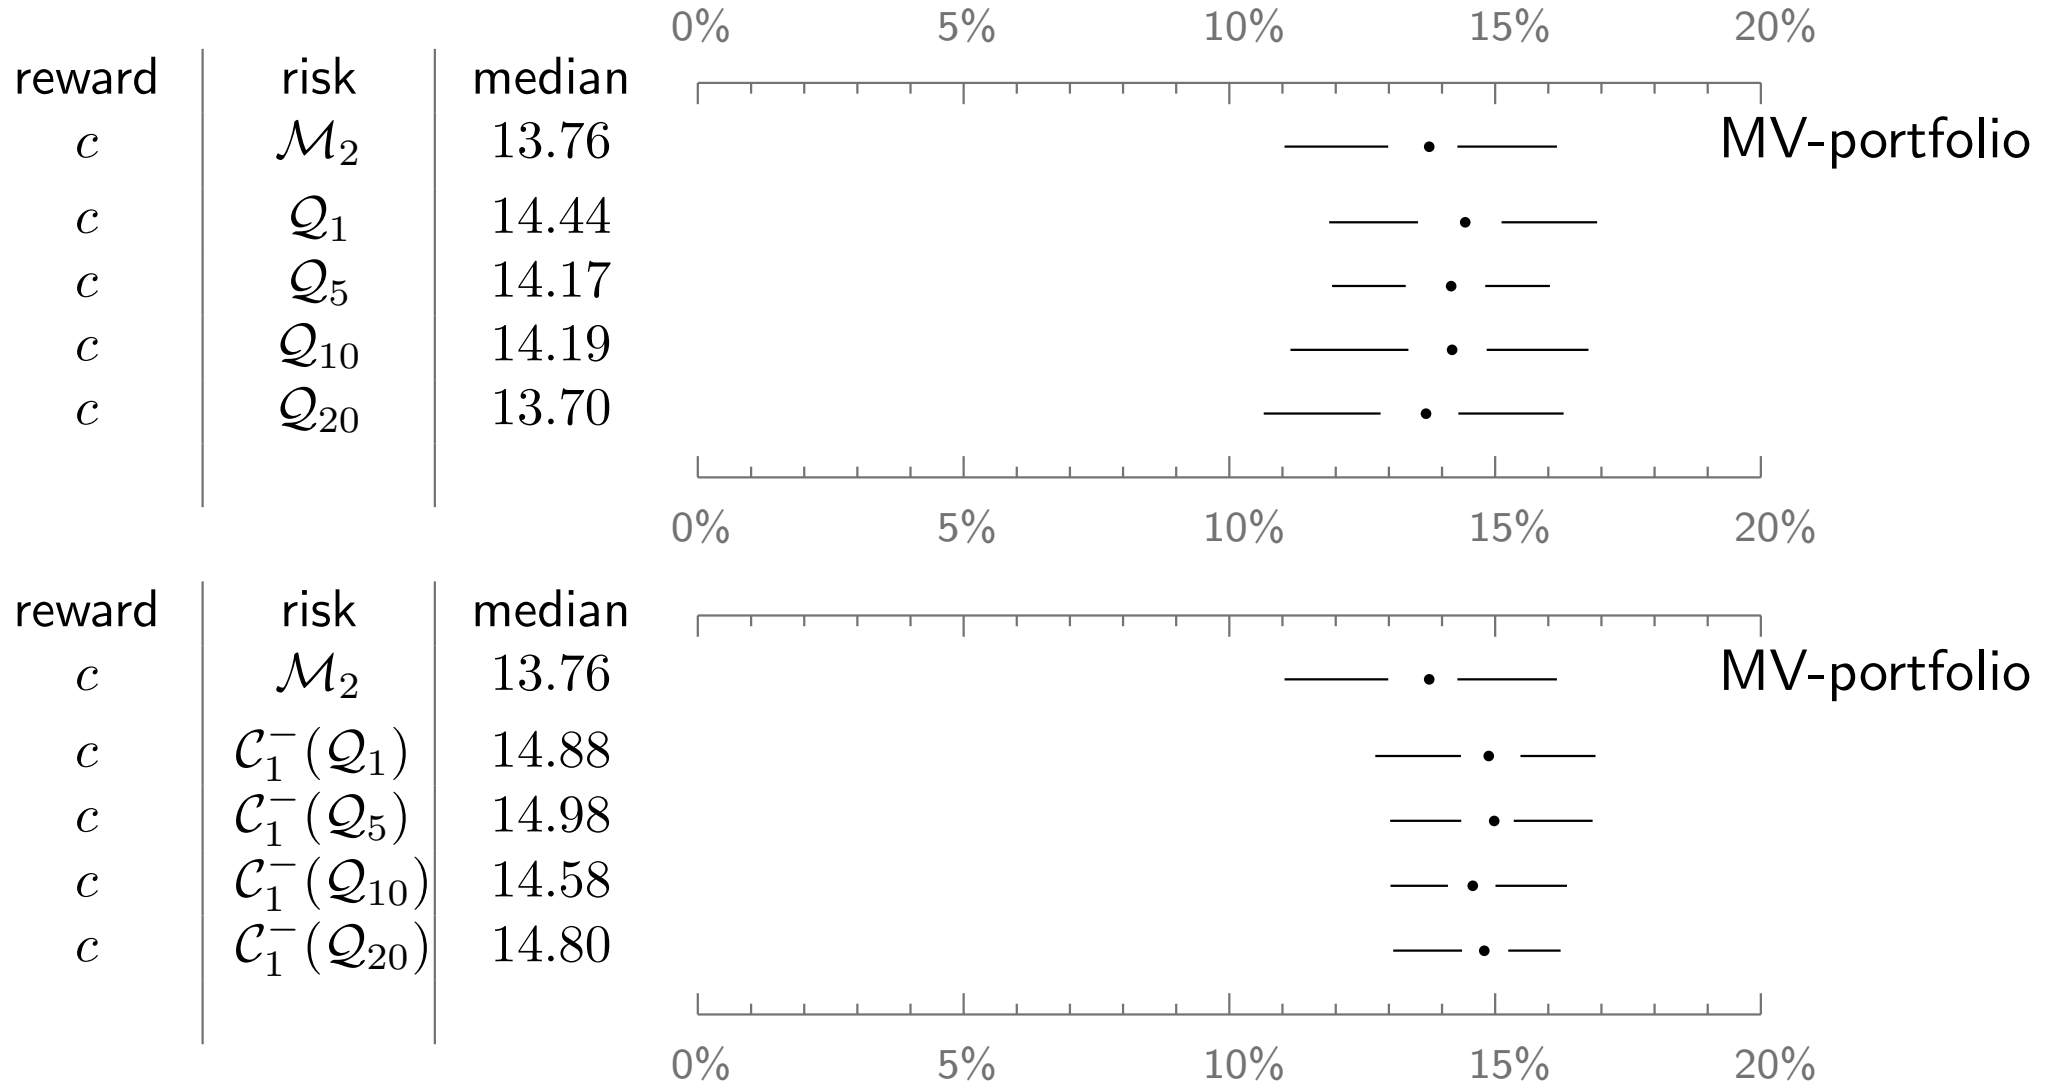 0% 5% 10% 15% 20%
reward risk median
c M₂ 13.76 MV-portfolio
c Q₁ 14.44
c Q₅ 14.17
c Q₁₀ 14.19
c Q₂₀ 13.70
0% 5% 10% 15% 20%
reward risk median
c M₂ 13.76 MV-portfolio
c C₁⁻(Q₁) 14.88
c C₁⁻(Q₅) 14.98
c C₁⁻(Q₁₀) 14.58
c C₁⁻(Q₂₀) 14.80
0% 5% 10% 15% 20%